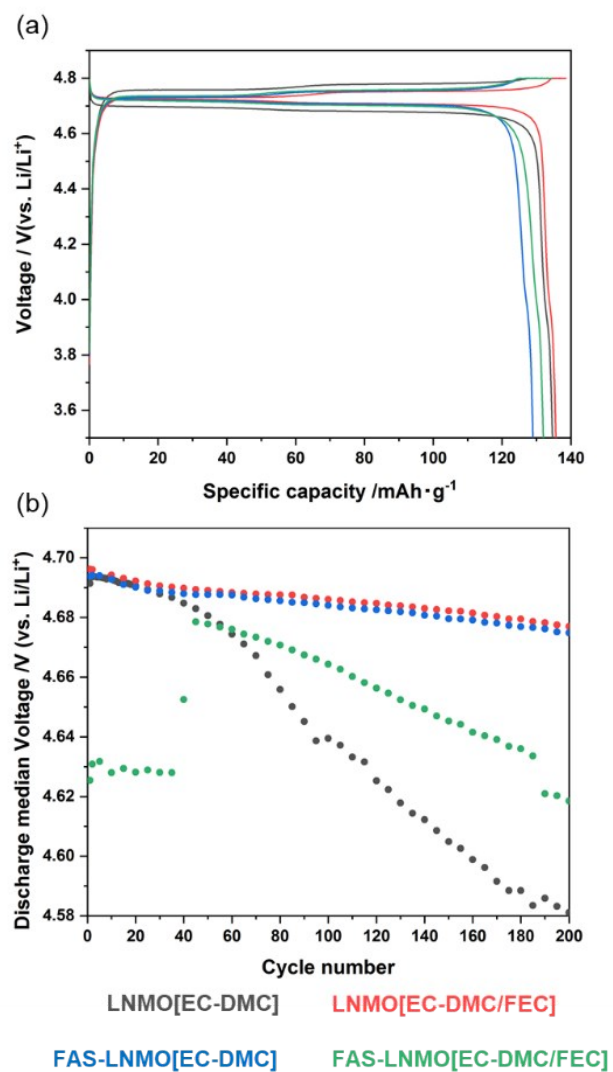 (a)
4.8
4.6
4.4
4.2
4.0
3.8
3.6
Voltage / V(vs. Li/Li⁺)
0 20 40 60 80 100 120 140
Specific capacity /mAh·g⁻¹
(b)
4.70
4.68
4.66
4.64
4.62
4.60
4.58
Discharge median Voltage /V (vs. Li/Li⁺)
0 20 40 60 80 100 120 140 160 180 200
Cycle number
LNMO[EC-DMC] LNMO[EC-DMC/FEC]
FAS-LNMO[EC-DMC] FAS-LNMO[EC-DMC/FEC]